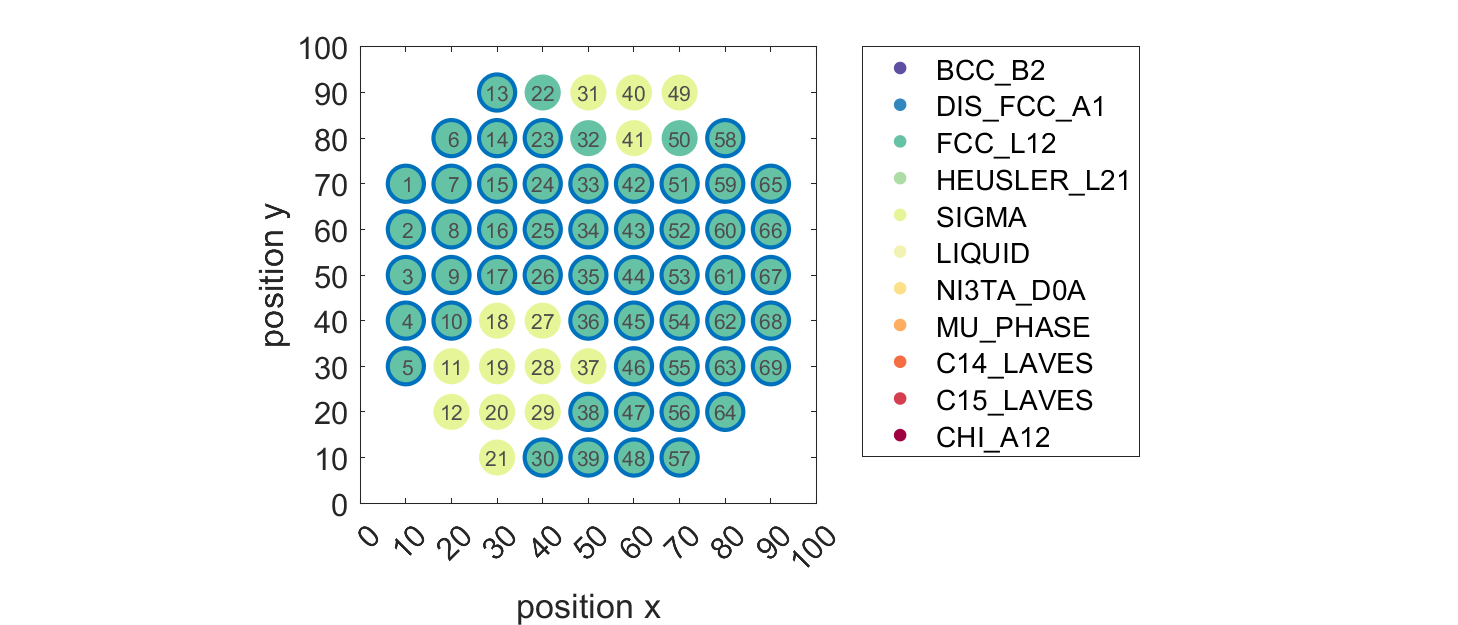 100
90
80
70
60
50
40
30
20
10
0
position y
13 22 31 40 49
6 14 23 32 41 50 58
1 7 15 24 33 42 51 59 65
2 8 16 25 34 43 52 60 66
3 9 17 26 35 44 53 61 67
4 10 18 27 36 45 54 62 68
5 11 19 28 37 46 55 63 69
12 20 29 38 47 56 64
21 30 39 48 57
0 10 20 30 40 50 60 70 80 90 100
position x
BCC_B2
DIS_FCC_A1
FCC_L12
HEUSLER_L21
SIGMA
LIQUID
NI3TA_D0A
MU_PHASE
C14_LAVES
C15_LAVES
CHI_A12